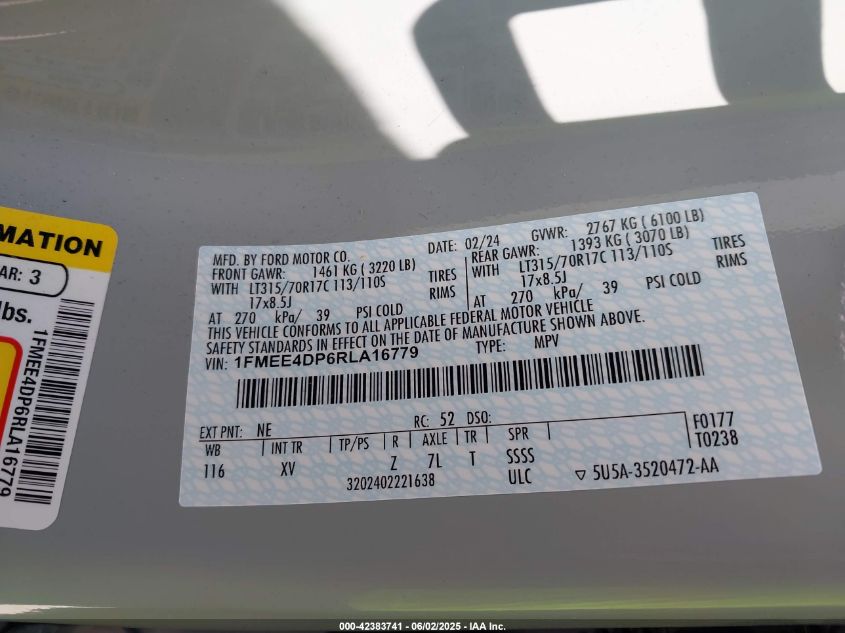 MATION
AR: 3
lbs.
1FMEE4DP6RLA16779
MFD. BY FORD MOTOR CO.
DATE: 02/24
GVWR: 2767 KG ( 6100 LB)
FRONT GAWR: 1461 KG ( 3220 LB)
REAR GAWR: 1393 KG ( 3070 LB)
WITH LT315/70R17C 113/110S TIRES
WITH LT315/70R17C 113/110S TIRES
17x8.5J RIMS
17x8.5J RIMS
AT 270 kPa/ 39 PSI COLD
AT 270 kPa/ 39 PSI COLD
THIS VEHICLE CONFORMS TO ALL APPLICABLE FEDERAL MOTOR VEHICLE
SAFETY STANDARDS IN EFFECT ON THE DATE OF MANUFACTURE SHOWN ABOVE.
VIN: 1FMEE4DP6RLA16779
TYPE: MPV
EXT PNT: NE RC: 52 DSO:
F0177
T0238
WB INT TR TP/PS R AXLE TR SPR
116 XV Z 7L T SSSS
3202402221638 ULC ▽ 5U5A-3520472-AA
000-42383741 - 06/02/2025 - IAA Inc.